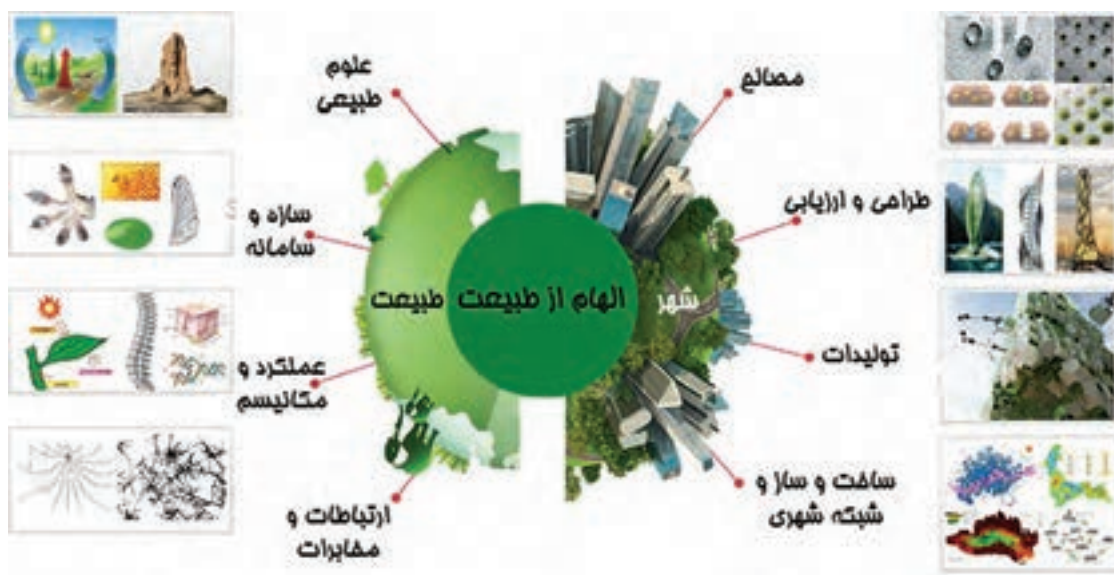 مصالح
طراحی و ارزیابی
تولیدات
ساخت و ساز و
شبکه شهری
شهر
الهام از طبیعت
طبیعت
علوم
طبیعی
سازه و
سامانه
عملکرد و
مکانیسم
ارتباطات و
مخابرات